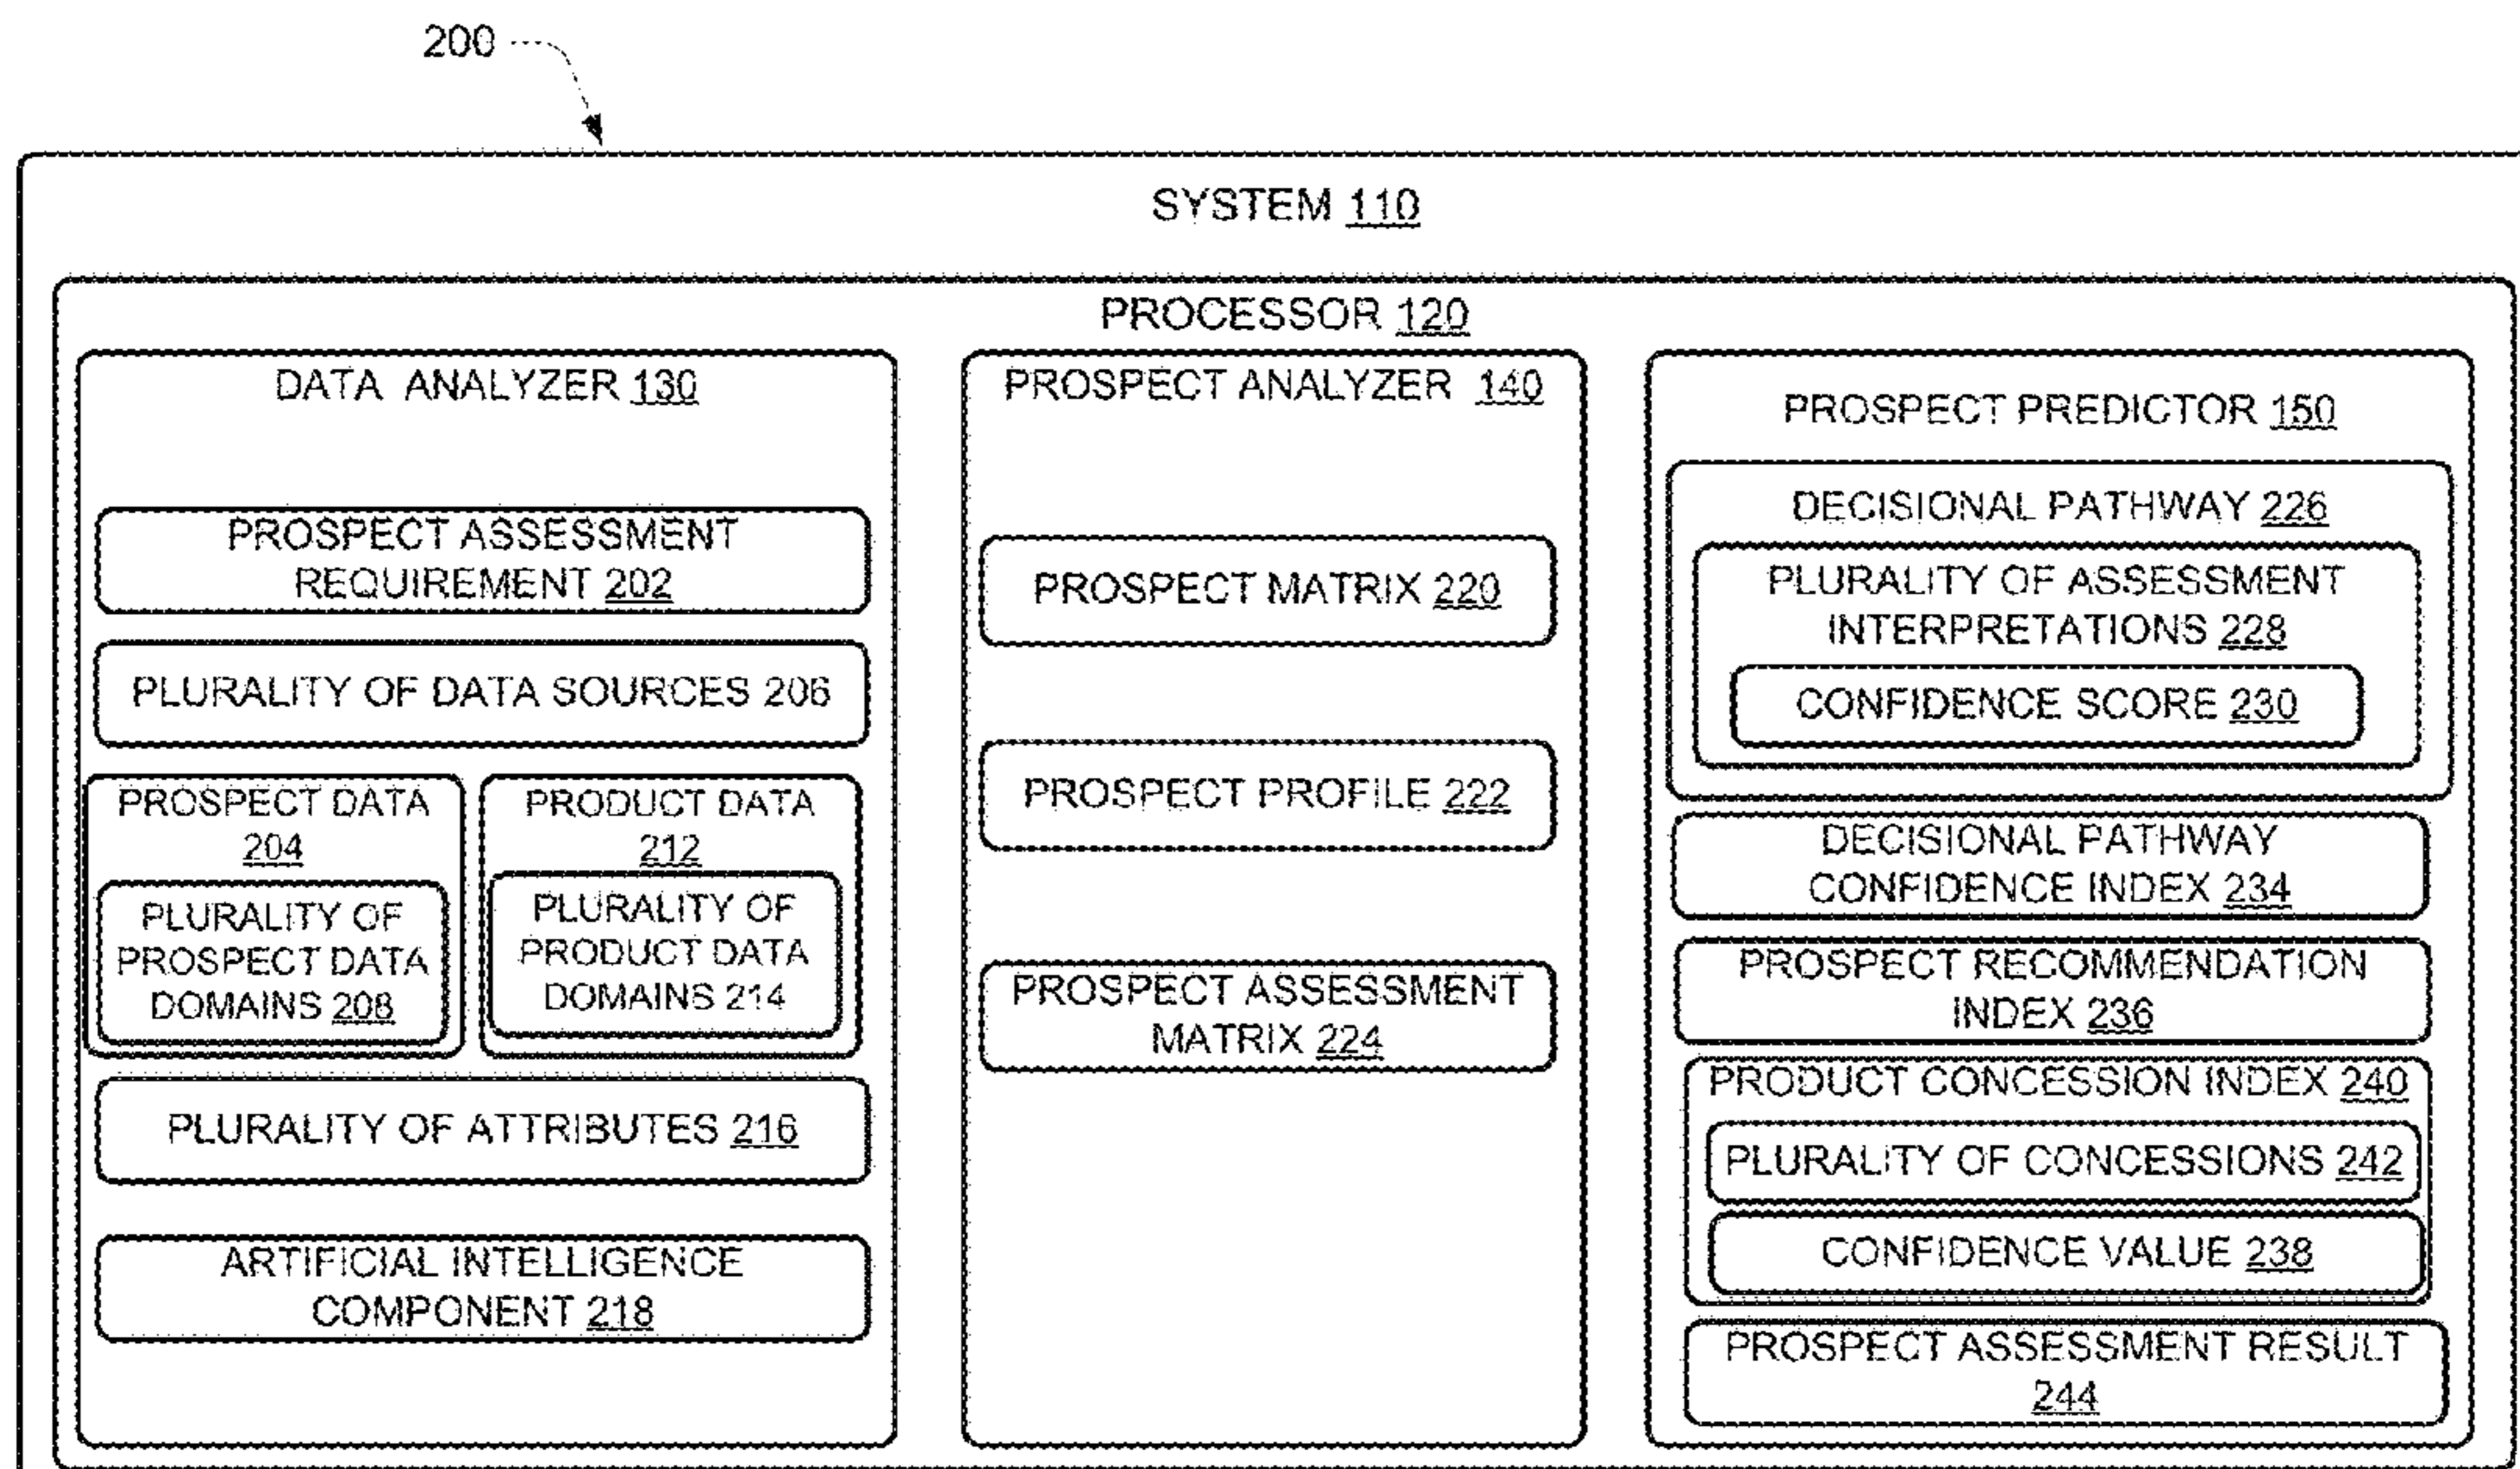 200
SYSTEM 110
PROCESSOR 120
DATA ANALYZER 130
PROSPECT ASSESSMENT
REQUIREMENT 202
PLURALITY OF DATA SOURCES 206
PROSPECT DATA
204
PLURALITY OF
PROSPECT DATA
DOMAINS 208
PRODUCT DATA
212
PLURALITY OF
PRODUCT DATA
DOMAINS 214
PLURALITY OF ATTRIBUTES 216
ARTIFICIAL INTELLIGENCE
COMPONENT 218
PROSPECT ANALYZER 140
PROSPECT MATRIX 220
PROSPECT PROFILE 222
PROSPECT ASSESSMENT
MATRIX 224
PROSPECT PREDICTOR 150
DECISIONAL PATHWAY 226
PLURALITY OF ASSESSMENT
INTERPRETATIONS 228
CONFIDENCE SCORE 230
DECISIONAL PATHWAY
CONFIDENCE INDEX 234
PROSPECT RECOMMENDATION
INDEX 236
PRODUCT CONCESSION INDEX 240
PLURALITY OF CONCESSIONS 242
CONFIDENCE VALUE 238
PROSPECT ASSESSMENT RESULT
244